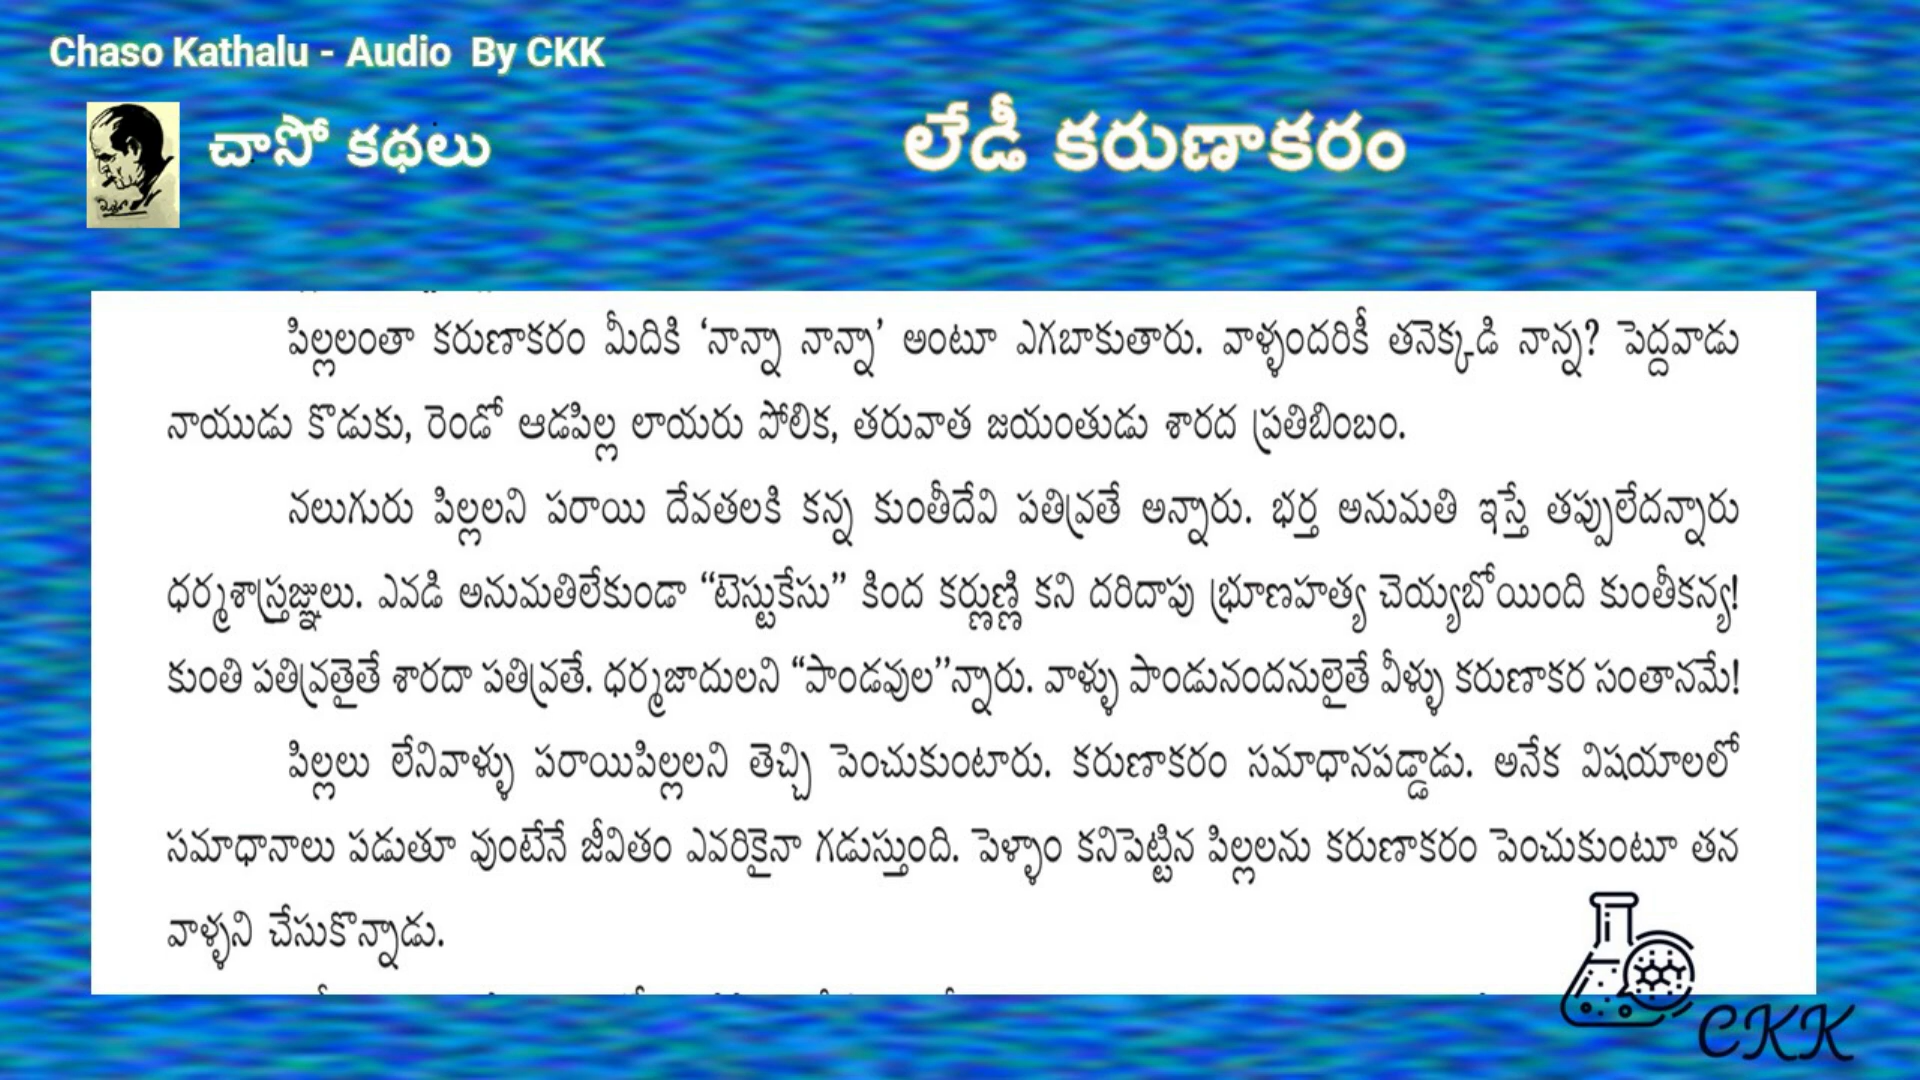 Chaso Kathalu - Audio By CKK
చాసో కథలు
లేడీ కరుణాకరం
పిల్లలంతా కరుణాకరం మీదికి ‘నాన్నా నాన్నా’ అంటూ ఎగబాకుతారు. వాళ్ళందరికీ తనెక్కడి నాన్న? పెద్దవాడు
నాయుడు కొడుకు, రెండో ఆడపిల్ల లాయరు పోలిక, తరువాత జయంతుడు శారద ప్రతిబింబం.
నలుగురు పిల్లలని పరాయి దేవతలకి కన్న కుంతీదేవి పతివ్రతే అన్నారు. భర్త అనుమతి ఇస్తే తప్పులేదన్నారు
ధర్మశాస్త్రజ్ఞులు. ఎవడి అనుమతిలేకుండా “టెస్టుకేసు” కింద కర్ణుణ్ణి కని దరిదాపు భ్రూణహత్య చెయ్యబోయింది కుంతీకన్య!
కుంతి పతివ్రతైతే శారదా పతివ్రతే. ధర్మజాదులని “పాండవుల”న్నారు. వాళ్ళు పాండునందనులైతే వీళ్ళు కరుణాకర సంతానమే!
పిల్లలు లేనివాళ్ళు పరాయిపిల్లలని తెచ్చి పెంచుకుంటారు. కరుణాకరం సమాధానపడ్డాడు. అనేక విషయాలలో
సమాధానాలు పడుతూ వుంటేనే జీవితం ఎవరికైనా గడుస్తుంది. పెళ్ళాం కనిపెట్టిన పిల్లలను కరుణాకరం పెంచుకుంటూ తన
వాళ్ళని చేసుకొన్నాడు.
CKK